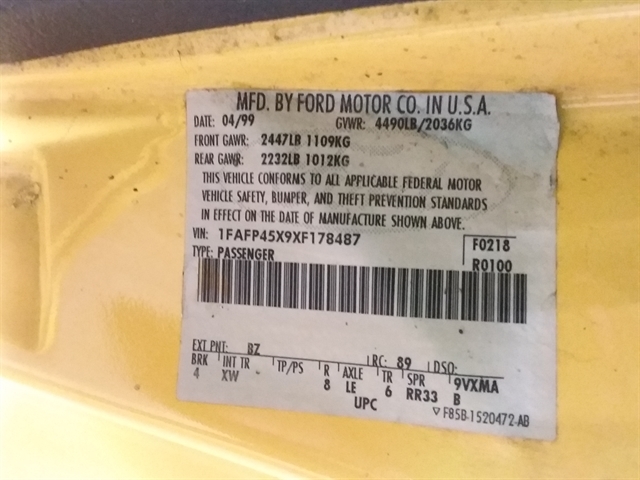 MFD. BY FORD MOTOR CO. IN U.S.A.
DATE: 04/99 GVWR: 4490LB/2036KG
FRONT GAWR: 2447LB 1109KG
REAR GAWR: 2232LB 1012KG
THIS VEHICLE CONFORMS TO ALL APPLICABLE FEDERAL MOTOR
VEHICLE SAFETY, BUMPER, AND THEFT PREVENTION STANDARDS
IN EFFECT ON THE DATE OF MANUFACTURE SHOWN ABOVE.
VIN: 1FAFP45X9XF178487 F0218
TYPE: PASSENGER R0100
EXT PNT: BZ RC: 89 DSO:
BRK INT TR TP/PS R AXLE TR SPR 9VXMA
4 XW 8 LE 6 RR33 B
UPC ▽ F85B-1520472-AB